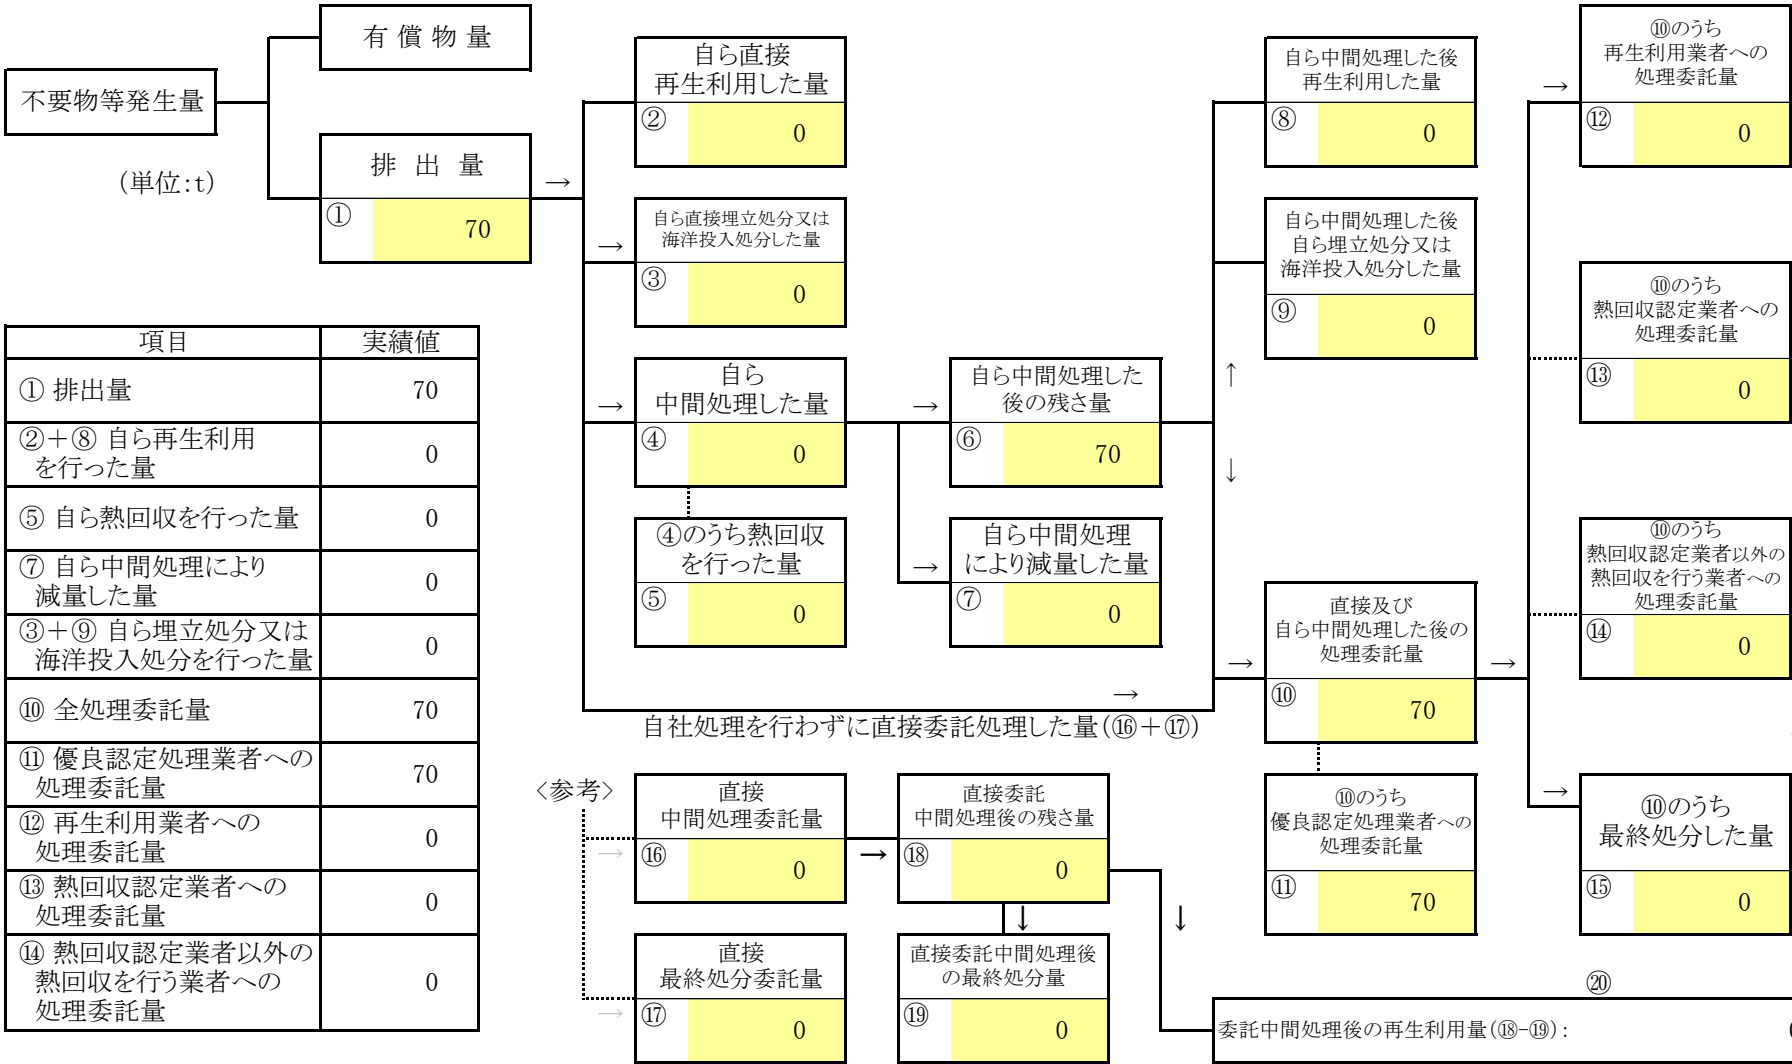 不要物等発生量
(単位:t)
有 償 物 量
排 出 量
→
①
70
自ら直接
再生利用した量
②
0
→
自ら直接埋立処分又は
海洋投入処分した量
③
0
→
自ら
中間処理した量
④
0
④のうち熱回収
を行った量
⑤
0
→
自ら中間処理した
後の残さ量
⑥
70
→
自ら中間処理
により減量した量
⑦
0
自ら中間処理した後
再生利用した量
⑧
0
自ら中間処理した後
自ら埋立処分又は
海洋投入処分した量
⑨
0
↑
↓
→
自社処理を行わずに直接委託処理した量(⑯+⑰)
→
直接及び
自ら中間処理した後の
処理委託量
⑩
70
⑩のうち
優良認定処理業者への
処理委託量
⑪
70
→
→
⑩のうち
再生利用業者への
処理委託量
⑫
0
⑩のうち
熱回収認定業者への
処理委託量
⑬
0
⑩のうち
熱回収認定業者以外の
熱回収を行う業者への
処理委託量
⑭
0
→
⑩のうち
最終処分した量
⑮
0
項目 実績値
① 排出量 70
②+⑧ 自ら再生利用
を行った量 0
⑤ 自ら熱回収を行った量 0
⑦ 自ら中間処理により
減量した量 0
③+⑨ 自ら埋立処分又は
海洋投入処分を行った量 0
⑩ 全処理委託量 70
⑪ 優良認定処理業者への
処理委託量 70
⑫ 再生利用業者への
処理委託量 0
⑬ 熱回収認定業者への
処理委託量 0
⑭ 熱回収認定業者以外の
熱回収を行う業者への
処理委託量 0
<参考>
→
直接
中間処理委託量
⑯
0
→
直接委託
中間処理後の残さ量
⑱
0
→
直接
最終処分委託量
⑰
0
↓
直接委託中間処理後
の最終処分量
⑲
0
↓
⑳
委託中間処理後の再生利用量(⑱-⑲):